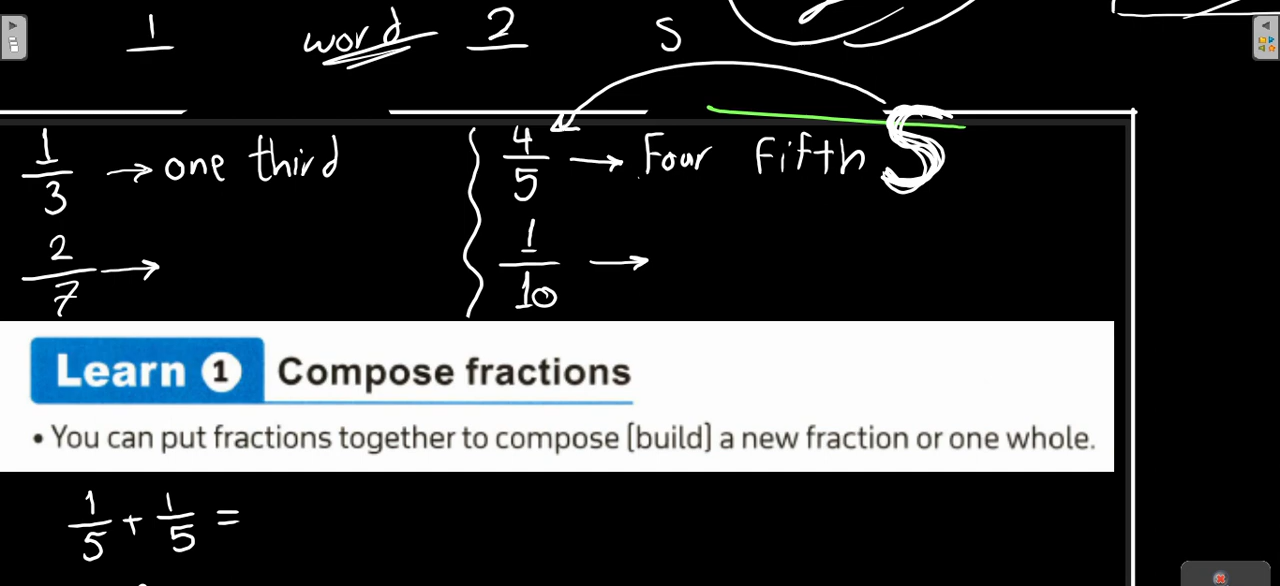 1 word 2 S
1/3 → one third
2/7 →
4/5 → Four FifthS
1/10 →
Learn 1 Compose fractions
• You can put fractions together to compose [build] a new fraction or one whole.
1/5 + 1/5 =